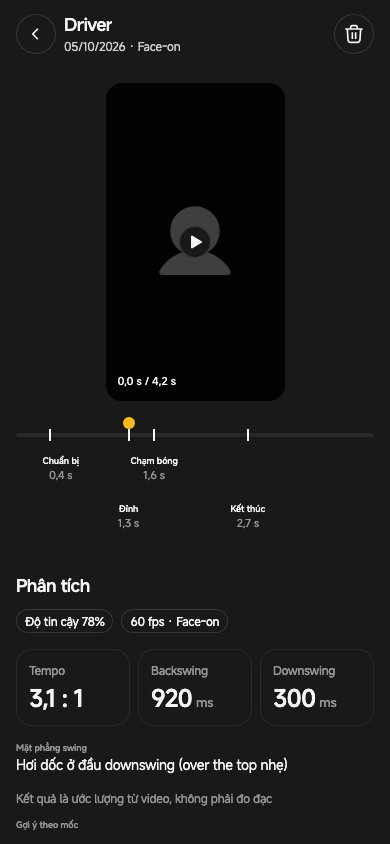 Driver
05/10/2026 · Face-on
0,0 s / 4,2 s
Chuẩn bị
0,4 s
Chạm bóng
1,6 s
Đỉnh
1,3 s
Kết thúc
2,7 s
Phân tích
Độ tin cậy 78%
60 fps · Face-on
Tempo
3,1 : 1
Backswing
920 ms
Downswing
300 ms
Mặt phẳng swing
Hơi dốc ở đầu downswing (over the top nhẹ)
Kết quả là ước lượng từ video, không phải đo đạc
Gợi ý theo mốc